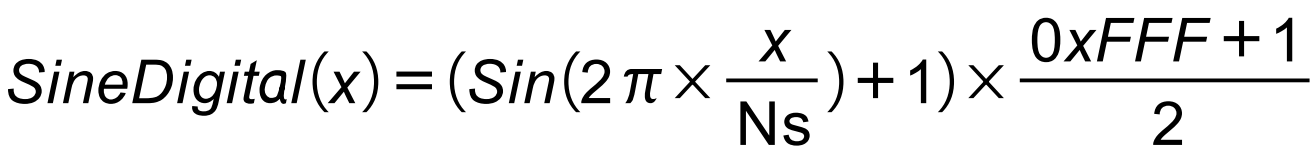 SineDigital(x) = (Sin(2π × x/Ns) + 1) × (0xFFF + 1)/2